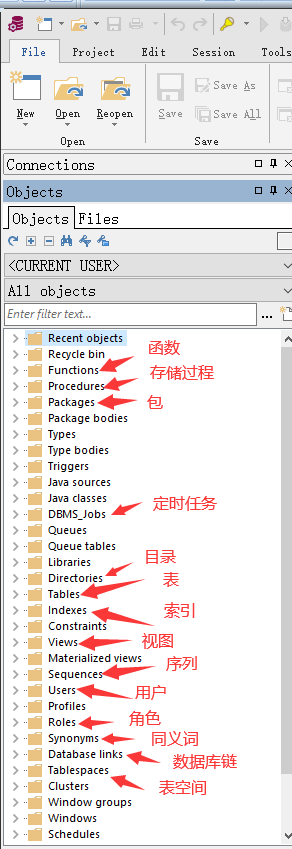 File Project Edit Session Tools
New Open Reopen Save Save As
Save All
Open Save
Connections
Objects
Objects Files
<CURRENT USER>
All objects
Enter filter text...
Recent objects
Recycle bin
Functions 函数
Procedures 存储过程
Packages 包
Package bodies
Types
Type bodies
Triggers
Java sources
Java classes
DBMS_Jobs 定时任务
Queues
Queue tables
Libraries
Directories 目录
Tables 表
Indexes 索引
Constraints
Views 视图
Materialized views
Sequences 序列
Users 用户
Profiles
Roles 角色
Synonyms 同义词
Database links 数据库链
Tablespaces 表空间
Clusters
Window groups
Windows
Schedules